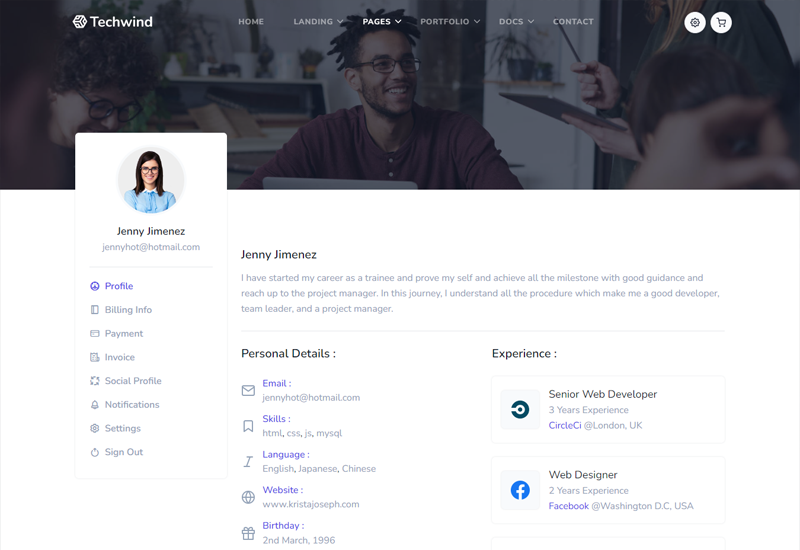 Techwind
HOME LANDING PAGES PORTFOLIO DOCS CONTACT
Jenny Jimenez
jennyhot@hotmail.com
Profile
Billing Info
Payment
Invoice
Social Profile
Notifications
Settings
Sign Out
Jenny Jimenez
I have started my career as a trainee and prove my self and achieve all the milestone with good guidance and
reach up to the project manager. In this journey, I understand all the procedure which make me a good developer,
team leader, and a project manager.
Personal Details :
Email :
jennyhot@hotmail.com
Skills :
html, css, js, mysql
Language :
English, Japanese, Chinese
Website :
www.kristajoseph.com
Birthday :
2nd March, 1996
Experience :
Senior Web Developer
3 Years Experience
CircleCi @London, UK
Web Designer
2 Years Experience
Facebook @Washington D.C, USA